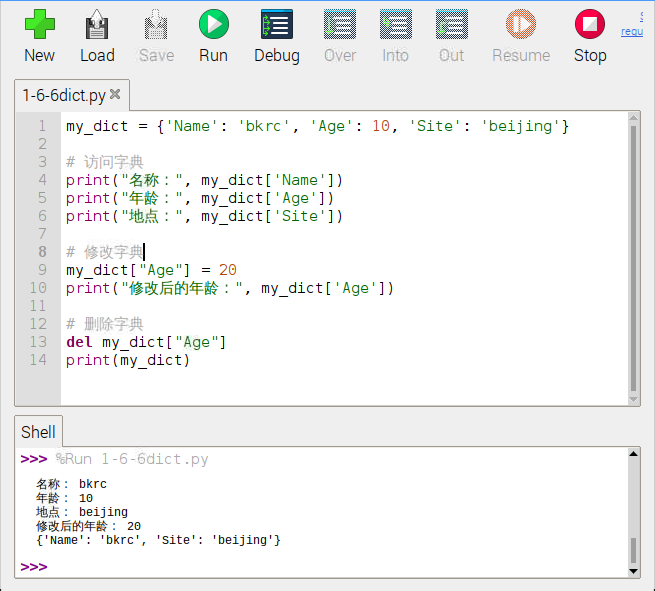 New Load Save Run Debug Over Into Out Resume Stop
requ
1-6-6dict.py
1 my_dict = {'Name': 'bkrc', 'Age': 10, 'Site': 'beijing'}
2
3 # 访问字典
4 print("名称：", my_dict['Name'])
5 print("年龄：", my_dict['Age'])
6 print("地点：", my_dict['Site'])
7
8 # 修改字典
9 my_dict["Age"] = 20
10 print("修改后的年龄：", my_dict['Age'])
11
12 # 删除字典
13 del my_dict["Age"]
14 print(my_dict)
Shell
>>> %Run 1-6-6dict.py
名称： bkrc
年龄： 10
地点： beijing
修改后的年龄： 20
{'Name': 'bkrc', 'Site': 'beijing'}
>>>